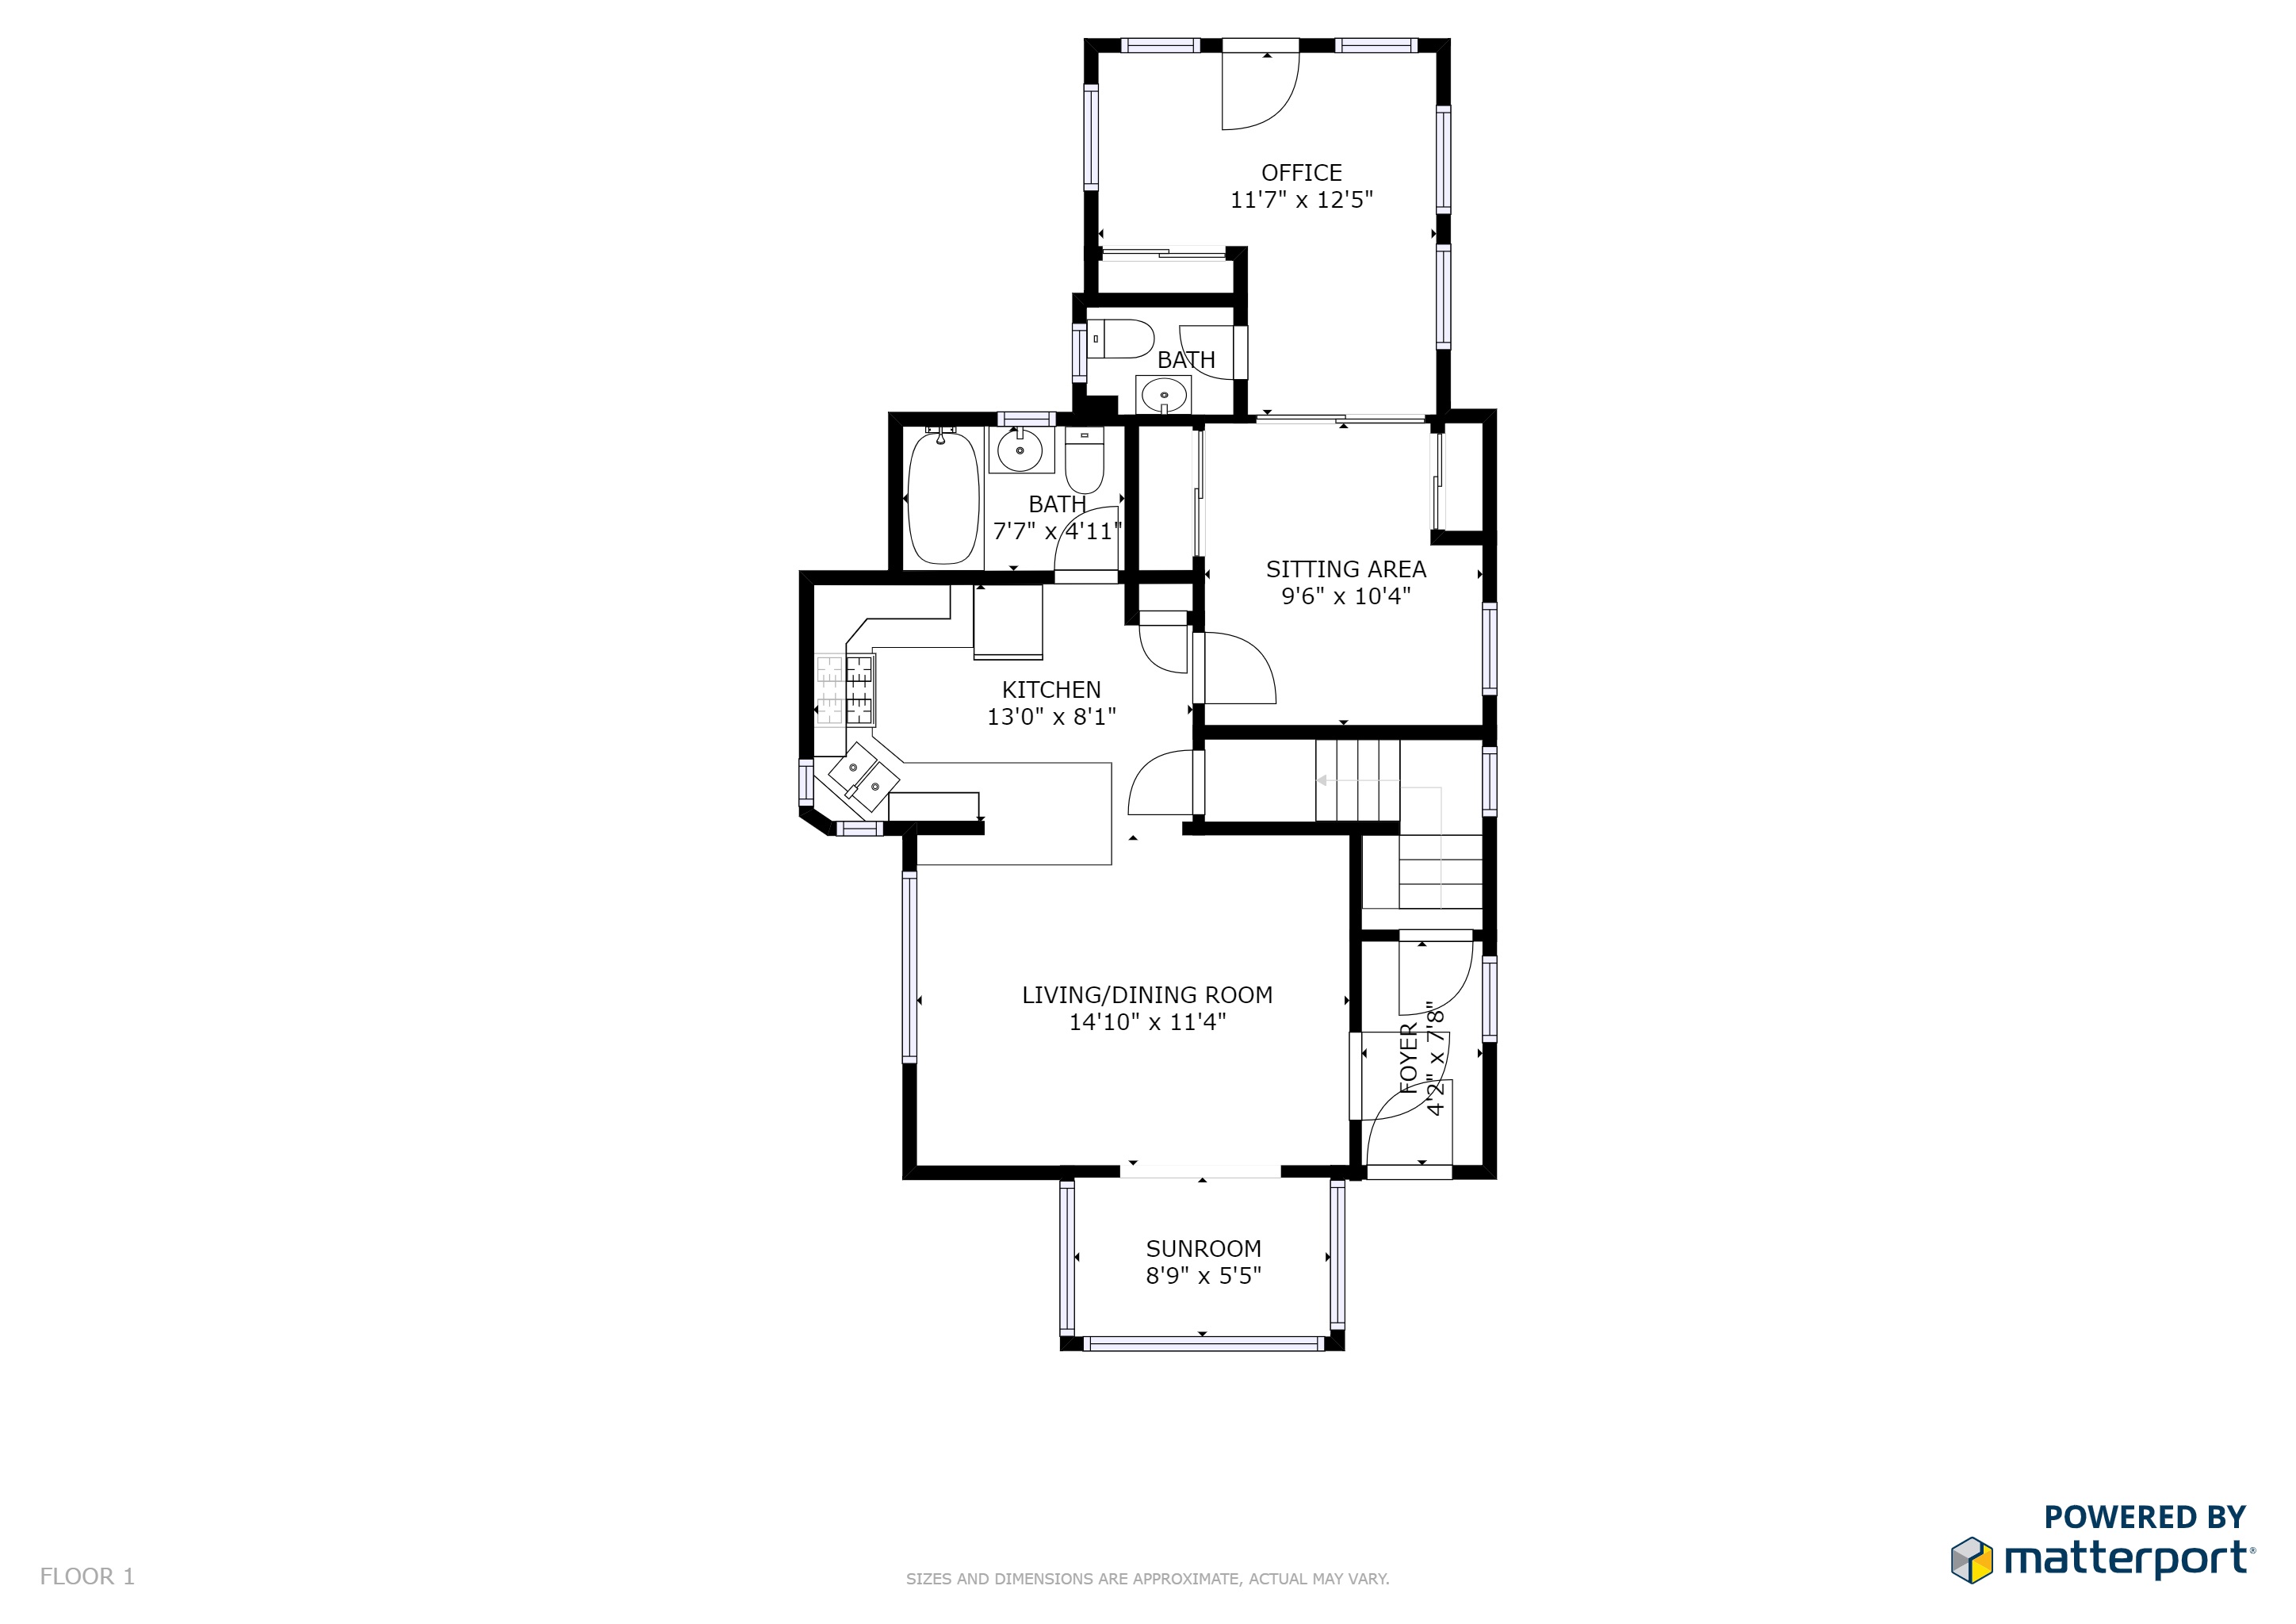 OFFICE
11'7" x 12'5"
BATH
BATH
7'7" x 4'11"
SITTING AREA
9'6" x 10'4"
KITCHEN
13'0" x 8'1"
LIVING/DINING ROOM
14'10" x 11'4"
FOYER
4'2" x 7'8"
SUNROOM
8'9" x 5'5"
POWERED BY
matterport®
FLOOR 1
SIZES AND DIMENSIONS ARE APPROXIMATE, ACTUAL MAY VARY.